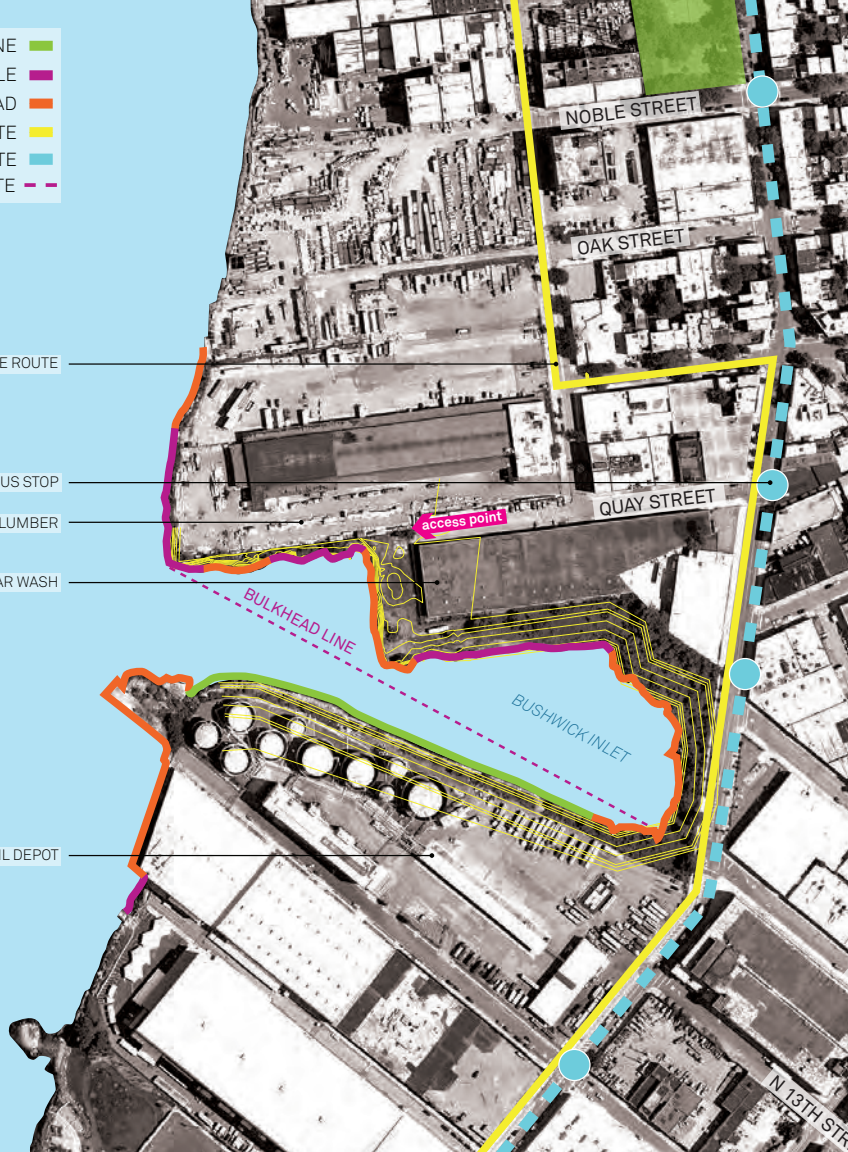 NE
LE
AD
TE
TE
TE
NOBLE STREET
OAK STREET
E ROUTE
US STOP
QUAY STREET
access point
LUMBER
AR WASH
BULKHEAD LINE
BUSHWICK INLET
IL DEPOT
N 13TH STR